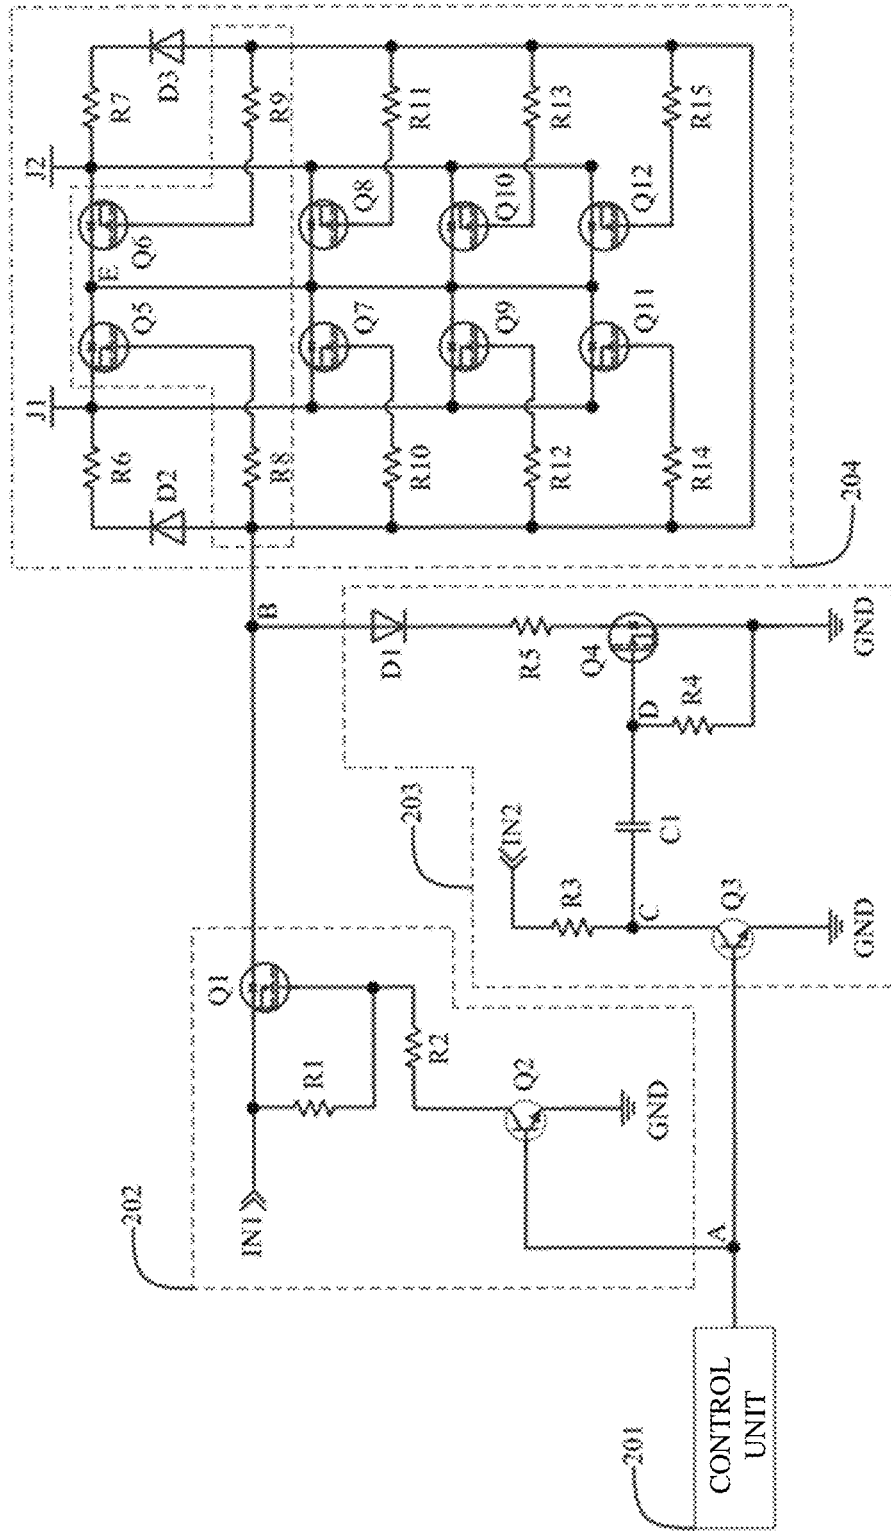 201
CONTROL
UNIT
A
202
IN1
R1
Q1
R2
Q2
GND
203
IN2
R3
C
C1
Q3
GND
D
R4
Q4
R5
D1
GND
B
204
J1
J2
R6
D2
Q5
E
Q6
R7
D3
R8
R9
Q7
Q8
R10
R11
Q9
Q10
R12
R13
Q11
Q12
R14
R15